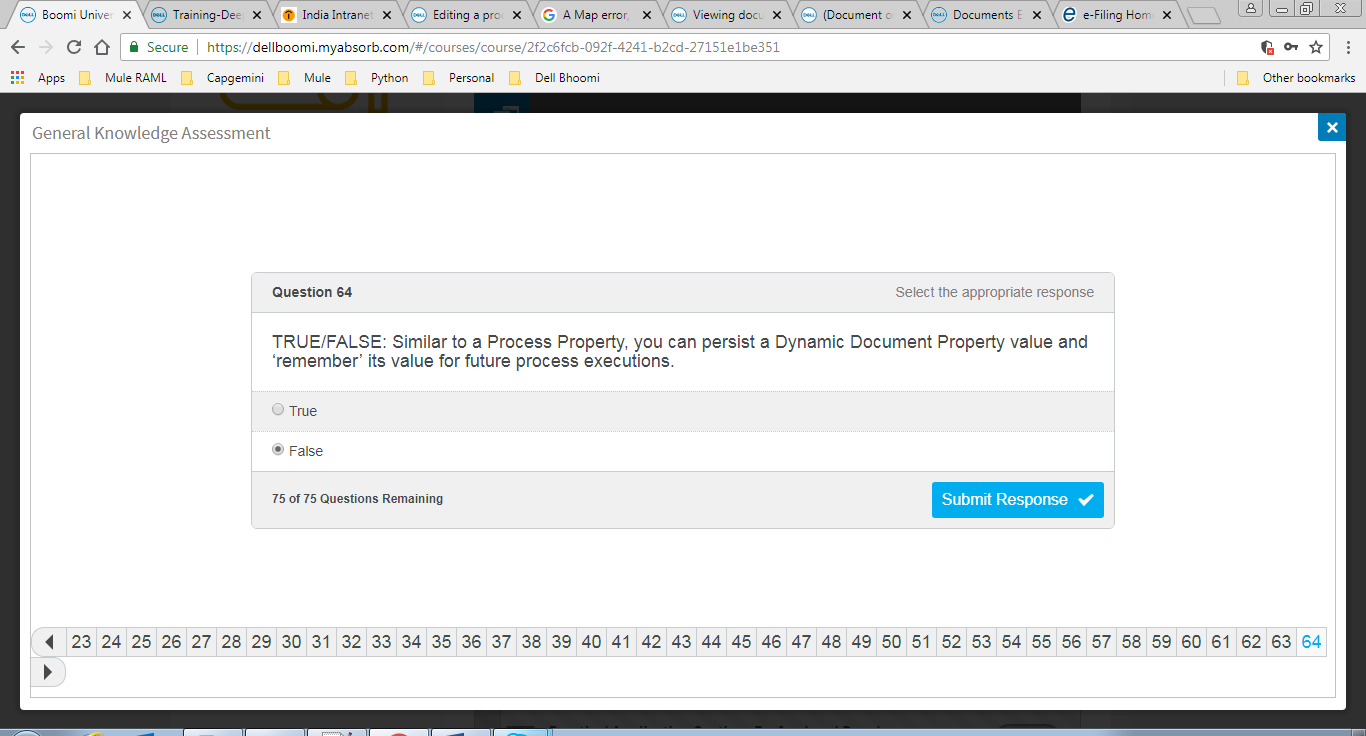 Boomi Univer
Training-Dee
India Intranet
Editing a pro
A Map error,
Viewing docu
(Document o
Documents E
e-Filing Hom
Secure
https://dellboomi.myabsorb.com/#/courses/course/2f2c6fcb-092f-4241-b2cd-27151e1be351
Apps Mule RAML Capgemini Mule Python Personal Dell Bhoomi Other bookmarks
General Knowledge Assessment
Question 64 Select the appropriate response
TRUE/FALSE: Similar to a Process Property, you can persist a Dynamic Document Property value and
‘remember’ its value for future process executions.
True
False
75 of 75 Questions Remaining
Submit Response
23 24 25 26 27 28 29 30 31 32 33 34 35 36 37 38 39 40 41 42 43 44 45 46 47 48 49 50 51 52 53 54 55 56 57 58 59 60 61 62 63 64